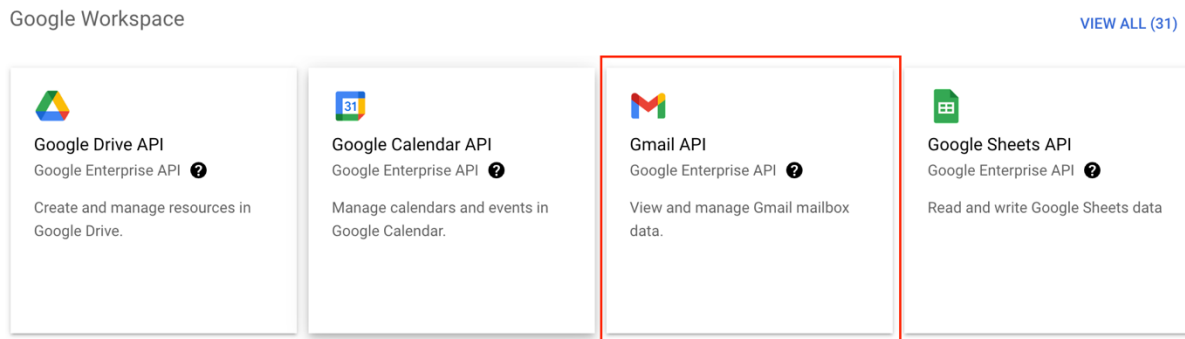 Google Workspace
VIEW ALL (31)
31
Google Drive API
Google Enterprise API ?
Create and manage resources in
Google Drive.
Google Calendar API
Google Enterprise API ?
Manage calendars and events in
Google Calendar.
Gmail API
Google Enterprise API ?
View and manage Gmail mailbox
data.
Google Sheets API
Google Enterprise API ?
Read and write Google Sheets data